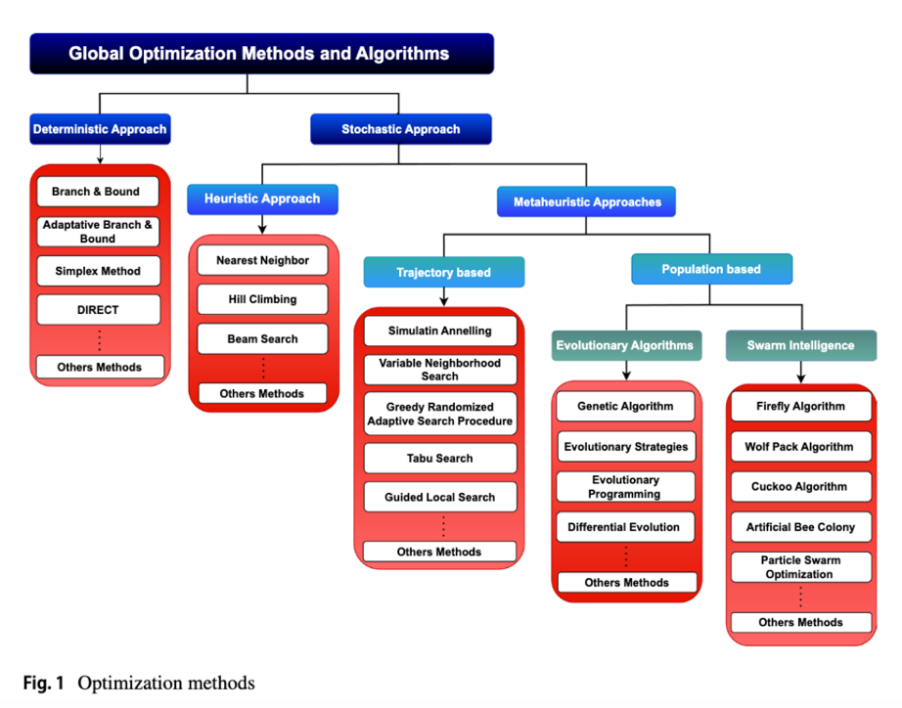 Global Optimization Methods and Algorithms
Deterministic Approach
Stochastic Approach
Branch & Bound
Adaptative Branch &
Bound
Simplex Method
DIRECT
Others Methods
Heuristic Approach
Metaheuristic Approaches
Nearest Neighbor
Hill Climbing
Beam Search
Others Methods
Trajectory based
Population based
Simulatin Annelling
Variable Neighborhood
Search
Greedy Randomized
Adaptive Search Procedure
Tabu Search
Guided Local Search
Others Methods
Evolutionary Algorithms
Swarm Intelligence
Genetic Algorithm
Evolutionary Strategies
Evolutionary
Programming
Differential Evolution
Others Methods
Firefly Algorithm
Wolf Pack Algorithm
Cuckoo Algorithm
Artificial Bee Colony
Particle Swarm
Optimization
Others Methods
Fig. 1 Optimization methods